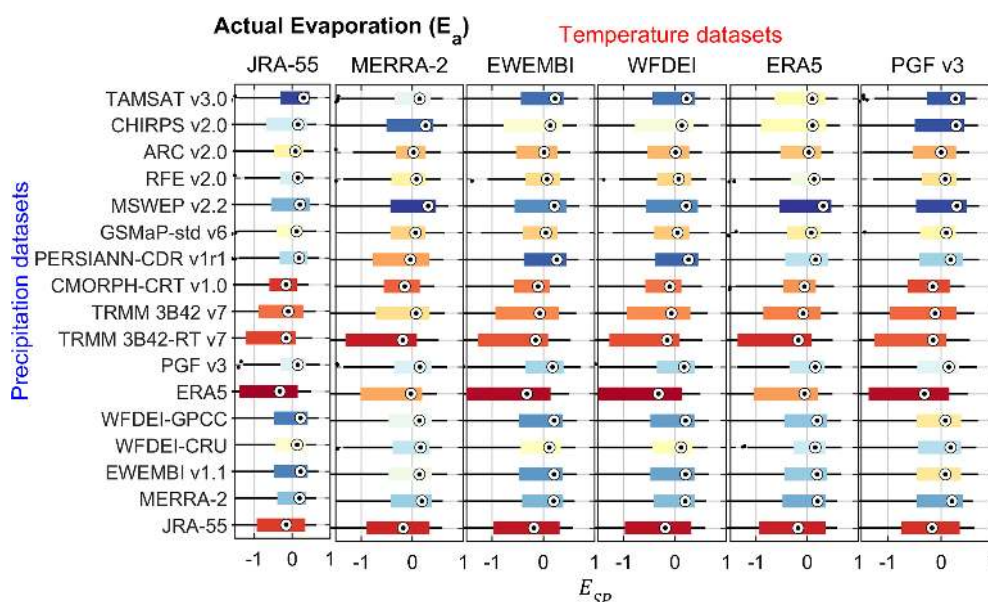 Actual Evaporation (Ea)
Temperature datasets
JRA-55 MERRA-2 EWEMBI WFDEI ERA5 PGF v3
Precipitation datasets
TAMSAT v3.0
CHIRPS v2.0
ARC v2.0
RFE v2.0
MSWEP v2.2
GSMaP-std v6
PERSIANN-CDR v1r1
CMORPH-CRT v1.0
TRMM 3B42 v7
TRMM 3B42-RT v7
PGF v3
ERA5
WFDEI-GPCC
WFDEI-CRU
EWEMBI v1.1
MERRA-2
JRA-55
-1 0 1 -1 0 1 -1 0 1 -1 0 1 -1 0 1 -1 0 1
ESP